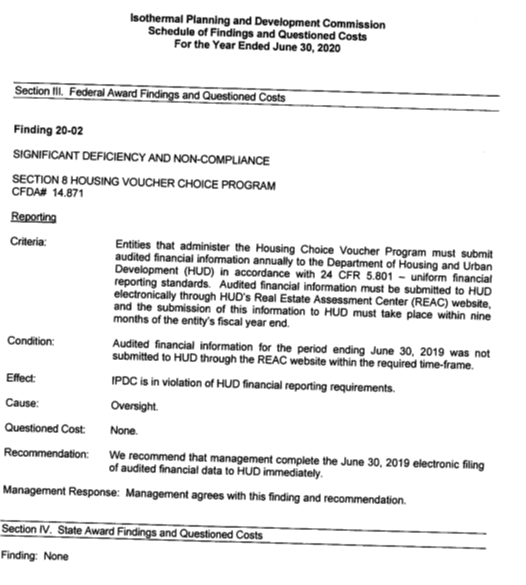 Isothermal Planning and Development Commission
Schedule of Findings and Questioned Costs
For the Year Ended June 30, 2020
Section III. Federal Award Findings and Questioned Costs
Finding 20-02
SIGNIFICANT DEFICIENCY AND NON-COMPLIANCE
SECTION 8 HOUSING VOUCHER CHOICE PROGRAM
CFDA# 14.871
Reporting
Criteria: Entities that administer the Housing Choice Voucher Program must submit
audited financial information annually to the Department of Housing and Urban
Development (HUD) in accordance with 24 CFR 5.801 – uniform financial
reporting standards. Audited financial information must be submitted to HUD
electronically through HUD's Real Estate Assessment Center (REAC) website,
and the submission of this information to HUD must take place within nine
months of the entity's fiscal year end.
Condition: Audited financial information for the period ending June 30, 2019 was not
submitted to HUD through the REAC website within the required time-frame.
Effect: IPDC is in violation of HUD financial reporting requirements.
Cause: Oversight.
Questioned Cost: None.
Recommendation: We recommend that management complete the June 30, 2019 electronic filing
of audited financial data to HUD immediately.
Management Response: Management agrees with this finding and recommendation.
Section IV. State Award Findings and Questioned Costs
Finding: None